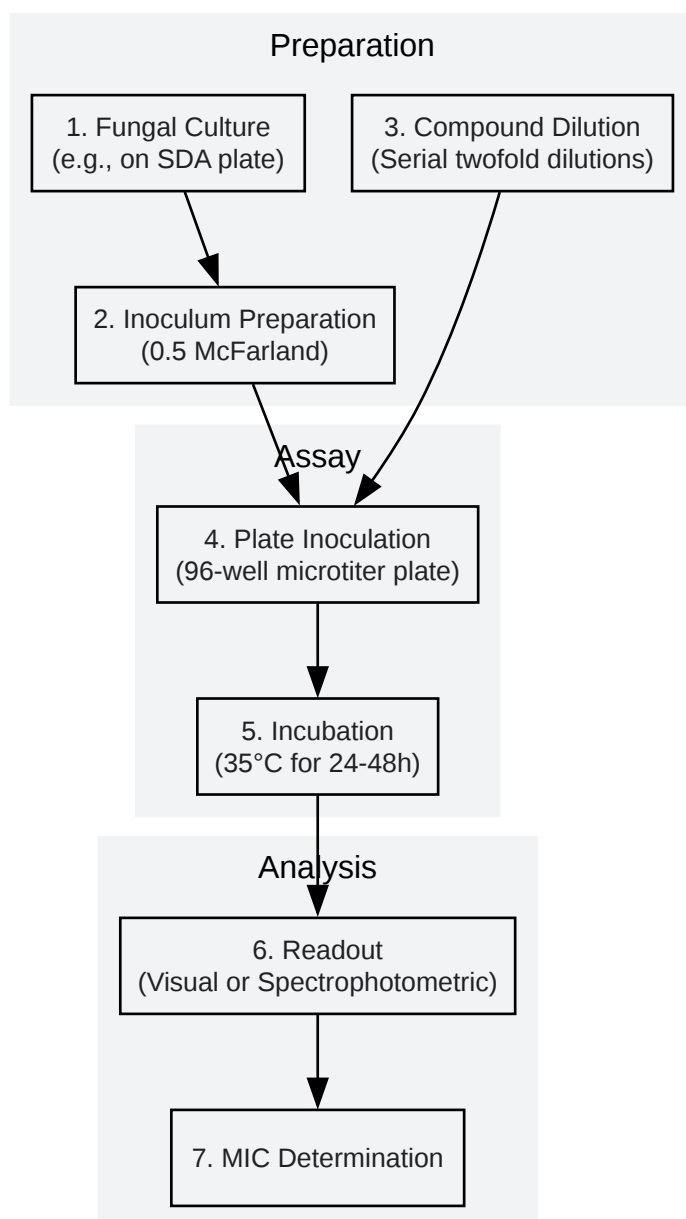 Preparation
1. Fungal Culture
(e.g., on SDA plate)
3. Compound Dilution
(Serial twofold dilutions)
2. Inoculum Preparation
(0.5 McFarland)
Assay
4. Plate Inoculation
(96-well microtiter plate)
5. Incubation
(35°C for 24-48h)
Analysis
6. Readout
(Visual or Spectrophotometric)
7. MIC Determination